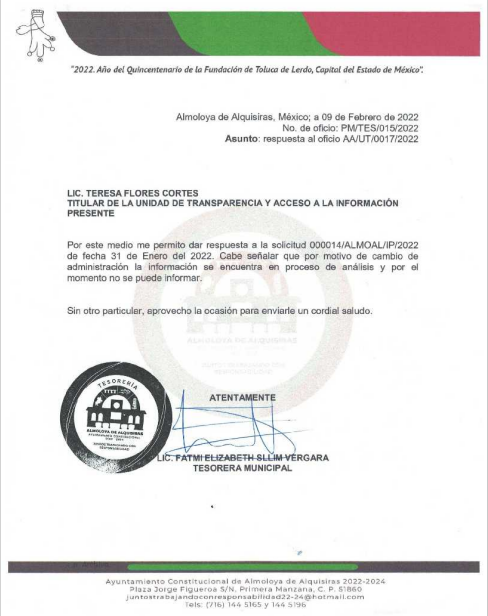 "2022. Año del Quincentenario de la Fundación de Toluca de Lerdo, Capital del Estado de México".
Almoloya de Alquisiras, México; a 09 de Febrero de 2022
No. de oficio: PM/TES/015/2022
Asunto: respuesta al oficio AA/UT/0017/2022
LIC. TERESA FLORES CORTES
TITULAR DE LA UNIDAD DE TRANSPARENCIA Y ACCESO A LA INFORMACIÓN
PRESENTE
Por este medio me permito dar respuesta a la solicitud 000014/ALMOAL/IP/2022
de fecha 31 de Enero del 2022. Cabe señalar que por motivo de cambio de
administración la información se encuentra en proceso de análisis y por el
momento no se puede informar.
Sin otro particular, aprovecho la ocasión para enviarle un cordial saludo.
ALMOLOYA DE ALQUISIRAS
TESORERÍA
ALMOLOYA DE ALQUISIRAS
RESPONSABILIDAD
ATENTAMENTE
LIC. FATMI ELIZABETH SLLIM VERGARA
TESORERA MUNICIPAL
Ayuntamiento Constitucional de Almoloya de Alquisiras 2022-2024
Plaza Jorge Figueroa S/N, Primera Manzana, C. P. 51860
juntostrabajandoconresponsabilidad22-24@hotmail.com
Tels: (716) 144 5165 y 144 5196